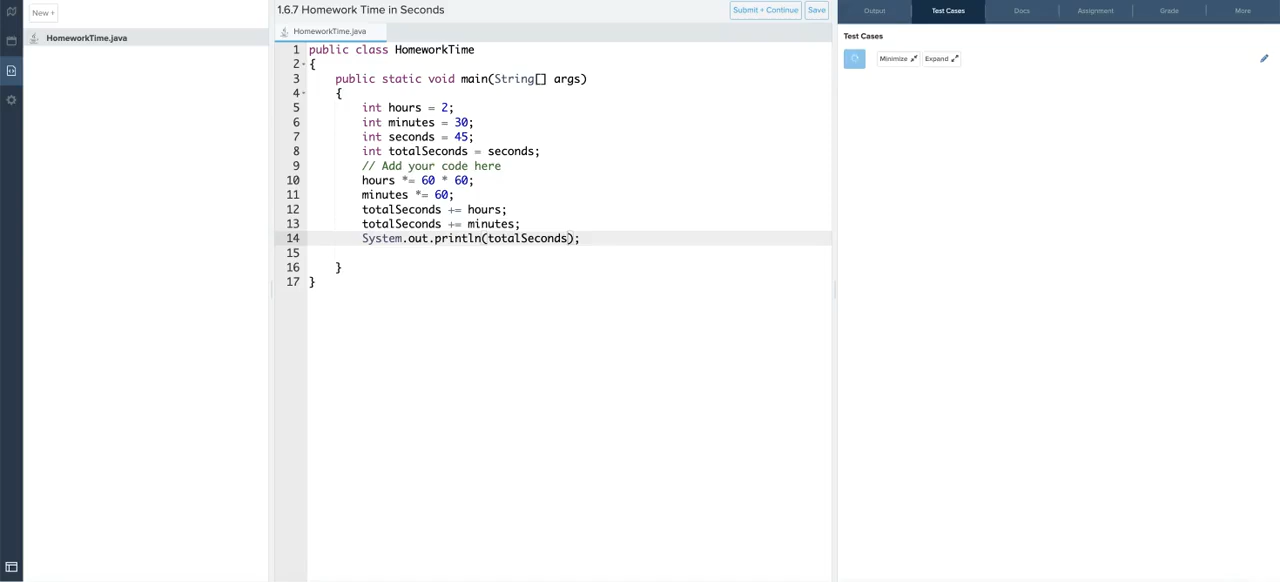 New +
HomeworkTime.java
1.6.7 Homework Time in Seconds
Submit + Continue
Save
HomeworkTime.java
1 public class HomeworkTime
2 {
3 public static void main(String[] args)
4 {
5 int hours = 2;
6 int minutes = 30;
7 int seconds = 45;
8 int totalSeconds = seconds;
9 // Add your code here
10 hours *= 60 * 60;
11 minutes *= 60;
12 totalSeconds += hours;
13 totalSeconds += minutes;
14 System.out.println(totalSeconds);
15
16 }
17 }
Output
Test Cases
Docs
Assignment
Grade
More
Test Cases
Minimize
Expand